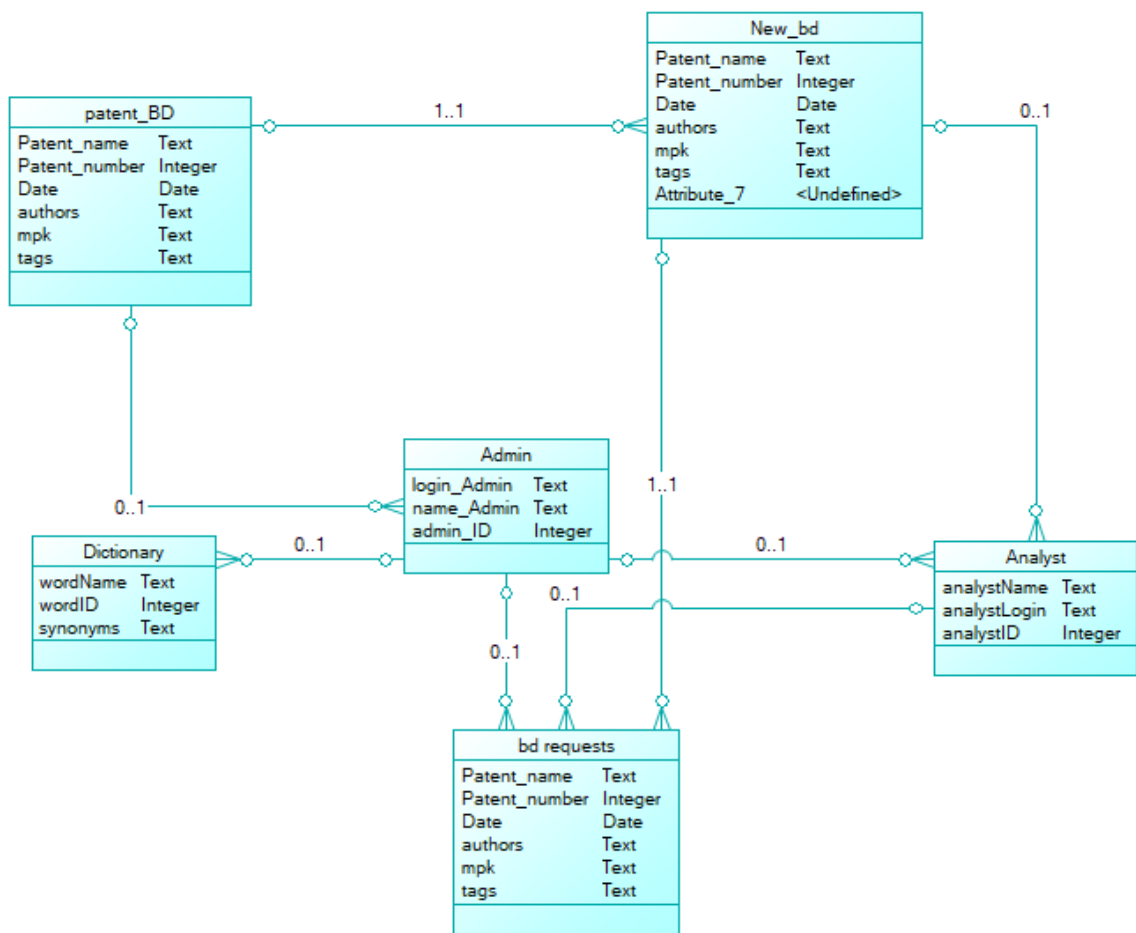 New_bd
Patent_name Text
Patent_number Integer
Date Date
authors Text
mpk Text
tags Text
Attribute_7 <Undefined>
patent_BD
Patent_name Text
Patent_number Integer
Date Date
authors Text
mpk Text
tags Text
1..1
0..1
Admin
login_Admin Text
name_Admin Text
admin_ID Integer
1..1
0..1
Dictionary
wordName Text
wordID Integer
synonyms Text
0..1
0..1
Analyst
analystName Text
analystLogin Text
analystID Integer
0..1
0..1
bd requests
Patent_name Text
Patent_number Integer
Date Date
authors Text
mpk Text
tags Text